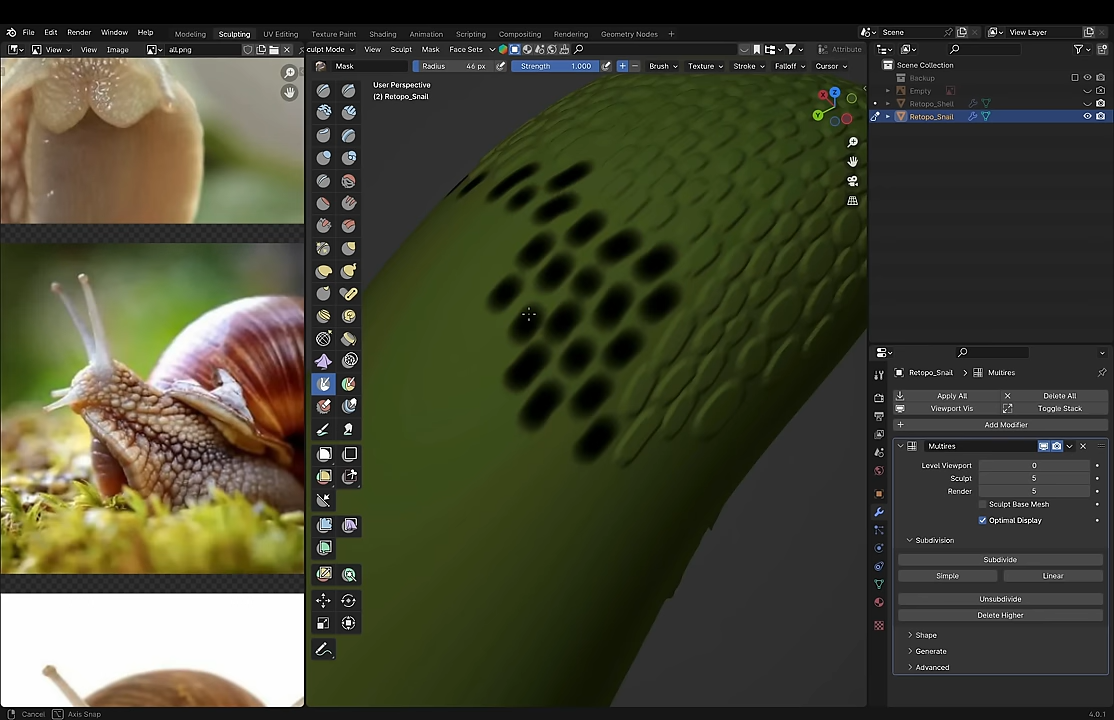 File Edit Render Window Help Modeling Sculpting UV Editing Texture Paint Shading Animation Rendering Compositing Scripting Geometry Nodes + Scene View Layer
View View Image all.png culpt Mode View Sculpt Mask Face Sets Attribute
Mask Radius 46 px Strength 1.000 Brush Texture Stroke Falloff Cursor
User Perspective
(2) Retopo_Snail
X Z Y
Scene Collection
Backup
Empty
Retopo_Shell
Retopo_Snail
Retopo_Snail > Multires
Apply All Delete All
Viewport Vis Toggle Stack
Add Modifier
Multires
Level Viewport 0
Sculpt 5
Render 5
Sculpt Base Mesh
Optimal Display
Subdivision
Subdivide
Simple Linear
Unsubdivide
Delete Higher
Shape
Generate
Advanced
Cancel Axis Snap 4.0.1